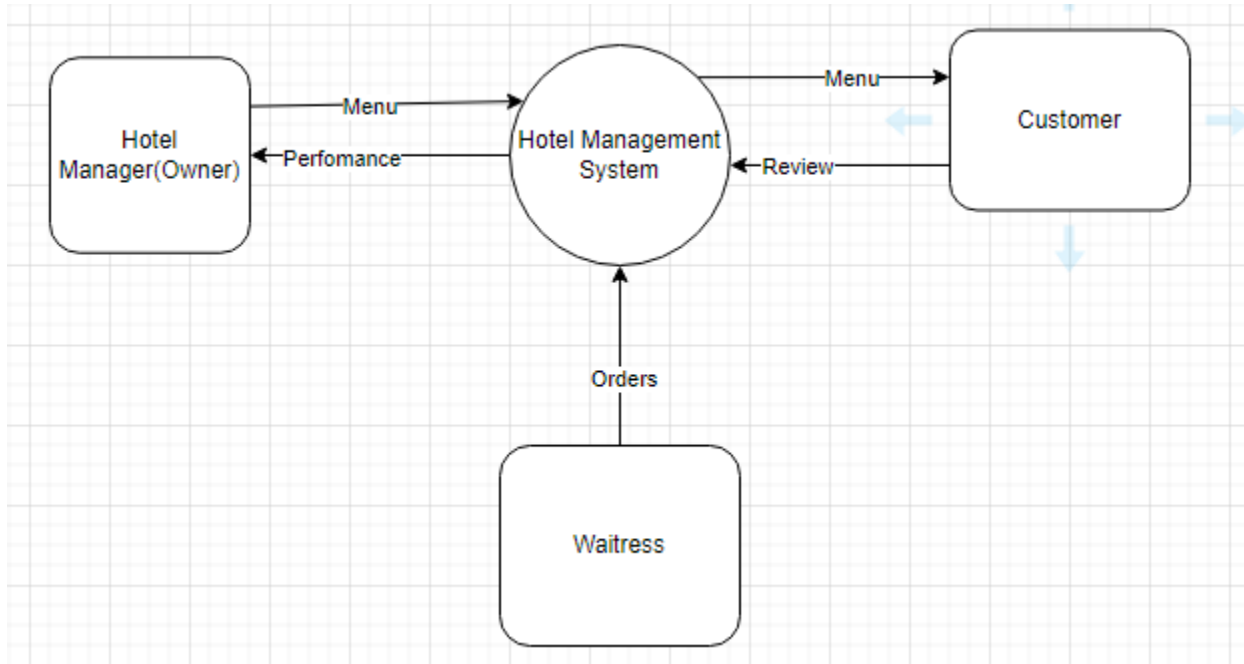 Hotel
Manager(Owner)
Menu
Perfomance
Hotel Management
System
Menu
Review
Customer
Orders
Waitress